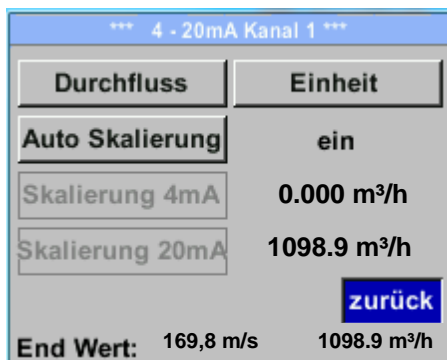 *** 4 - 20mA Kanal 1 ***
Durchfluss Einheit
Auto Skalierung ein
Skalierung 4mA 0.000 m³/h
Skalierung 20mA 1098.9 m³/h
zurück
End Wert: 169,8 m/s 1098.9 m³/h